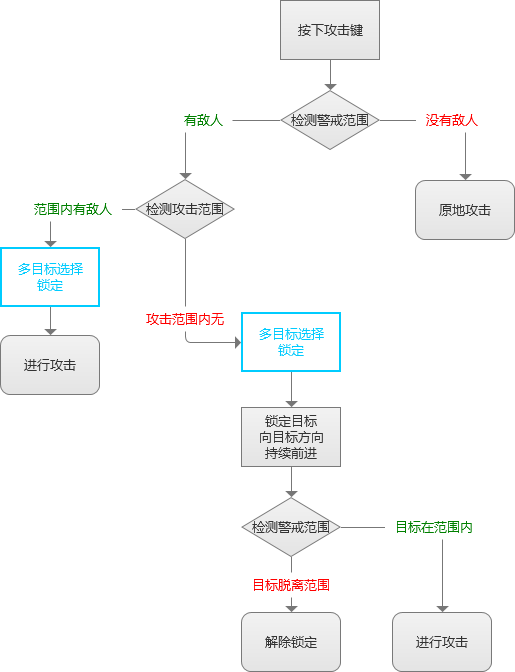 按下攻击键
检测警戒范围
有敌人
没有敌人
检测攻击范围
原地攻击
范围内有敌人
多目标选择
锁定
攻击范围内无
多目标选择
锁定
进行攻击
锁定目标
向目标方向
持续前进
检测警戒范围
目标在范围内
目标脱离范围
解除锁定
进行攻击